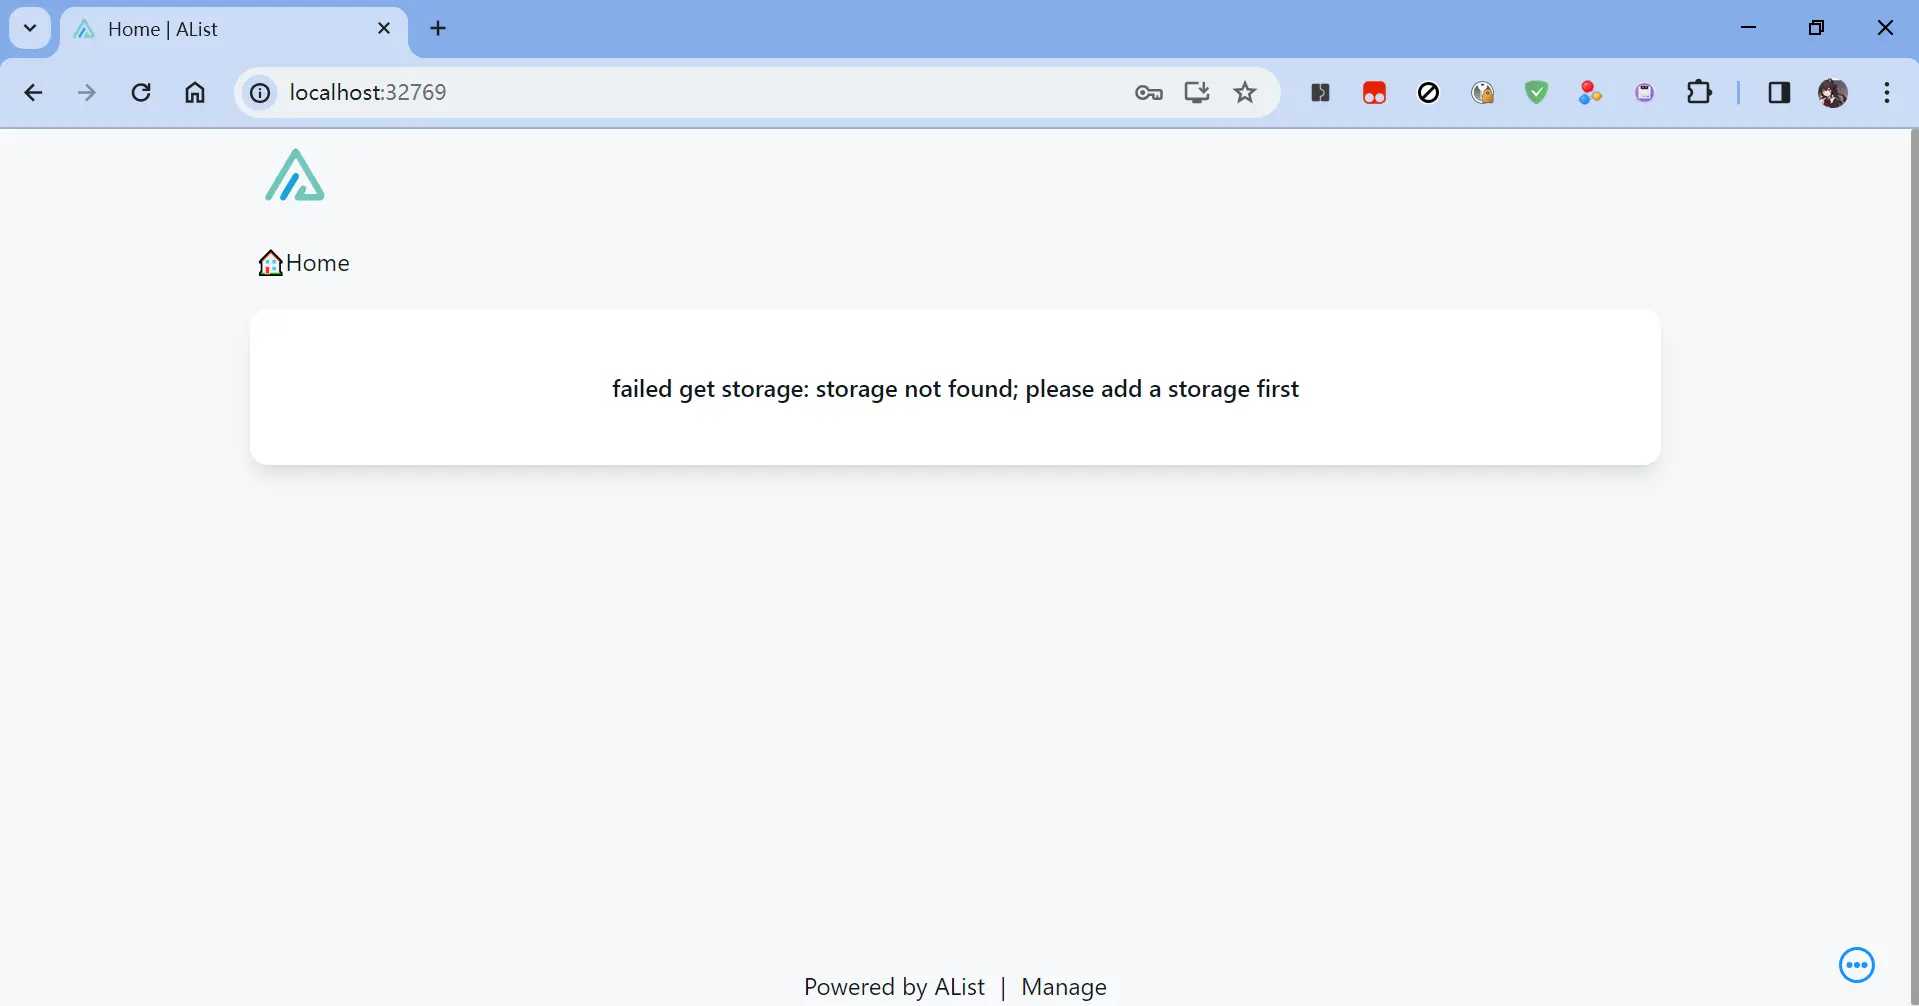 Home | AList
localhost:32769
Home
failed get storage: storage not found; please add a storage first
Powered by AList | Manage